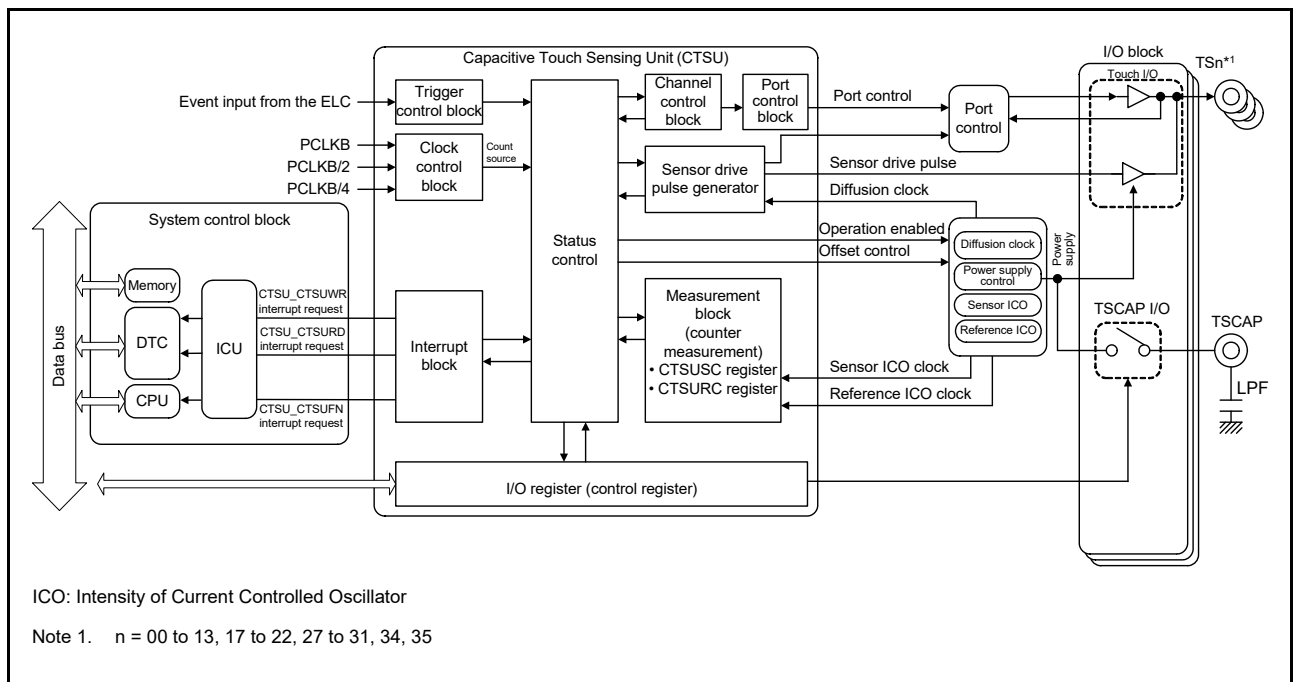 Capacitive Touch Sensing Unit (CTSU)
I/O block
TSn*1
Touch I/O
Event input from the ELC
Trigger
control block
Channel
control
block
Port
control
block
Port control
Port
control
PCLKB
PCLKB/2
PCLKB/4
Clock
control
block
Count
source
Sensor drive
pulse generator
Sensor drive pulse
Diffusion clock
System control block
Status
control
Operation enabled
Offset control
Diffusion clock
Power supply
control
Sensor ICO
Reference ICO
Power
supply
Data bus
Memory
DTC
CPU
ICU
CTSU_CTSUWR
interrupt request
CTSU_CTSURD
interrupt request
CTSU_CTSUFN
interrupt request
Interrupt
block
Measurement
block
(counter
measurement)
• CTSUSC register
• CTSURC register
Sensor ICO clock
Reference ICO clock
TSCAP I/O
TSCAP
LPF
I/O register (control register)
ICO: Intensity of Current Controlled Oscillator
Note 1. n = 00 to 13, 17 to 22, 27 to 31, 34, 35